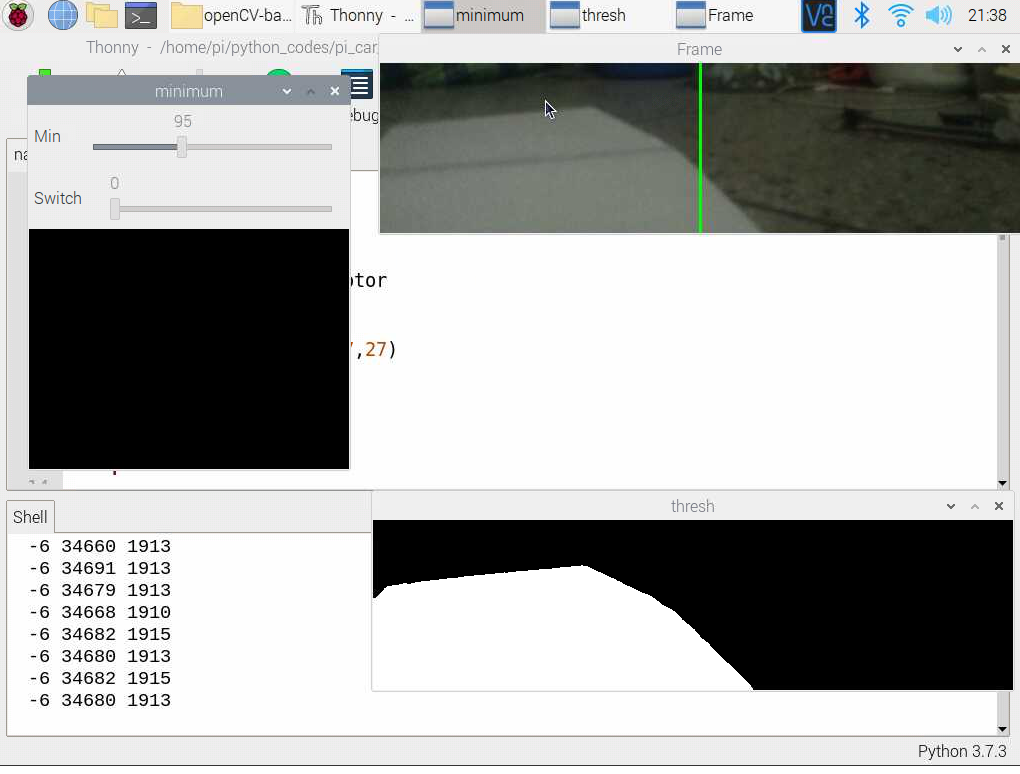 openCV-ba...
Thonny - ...
minimum
thresh
Frame
21:38
Thonny - /home/pi/python_codes/pi_car
Frame
minimum
Min
95
Switch
0
ebug
na
otor
,27)
Shell
-6 34660 1913
-6 34691 1913
-6 34679 1913
-6 34668 1910
-6 34682 1915
-6 34680 1913
-6 34682 1915
-6 34680 1913
thresh
Python 3.7.3